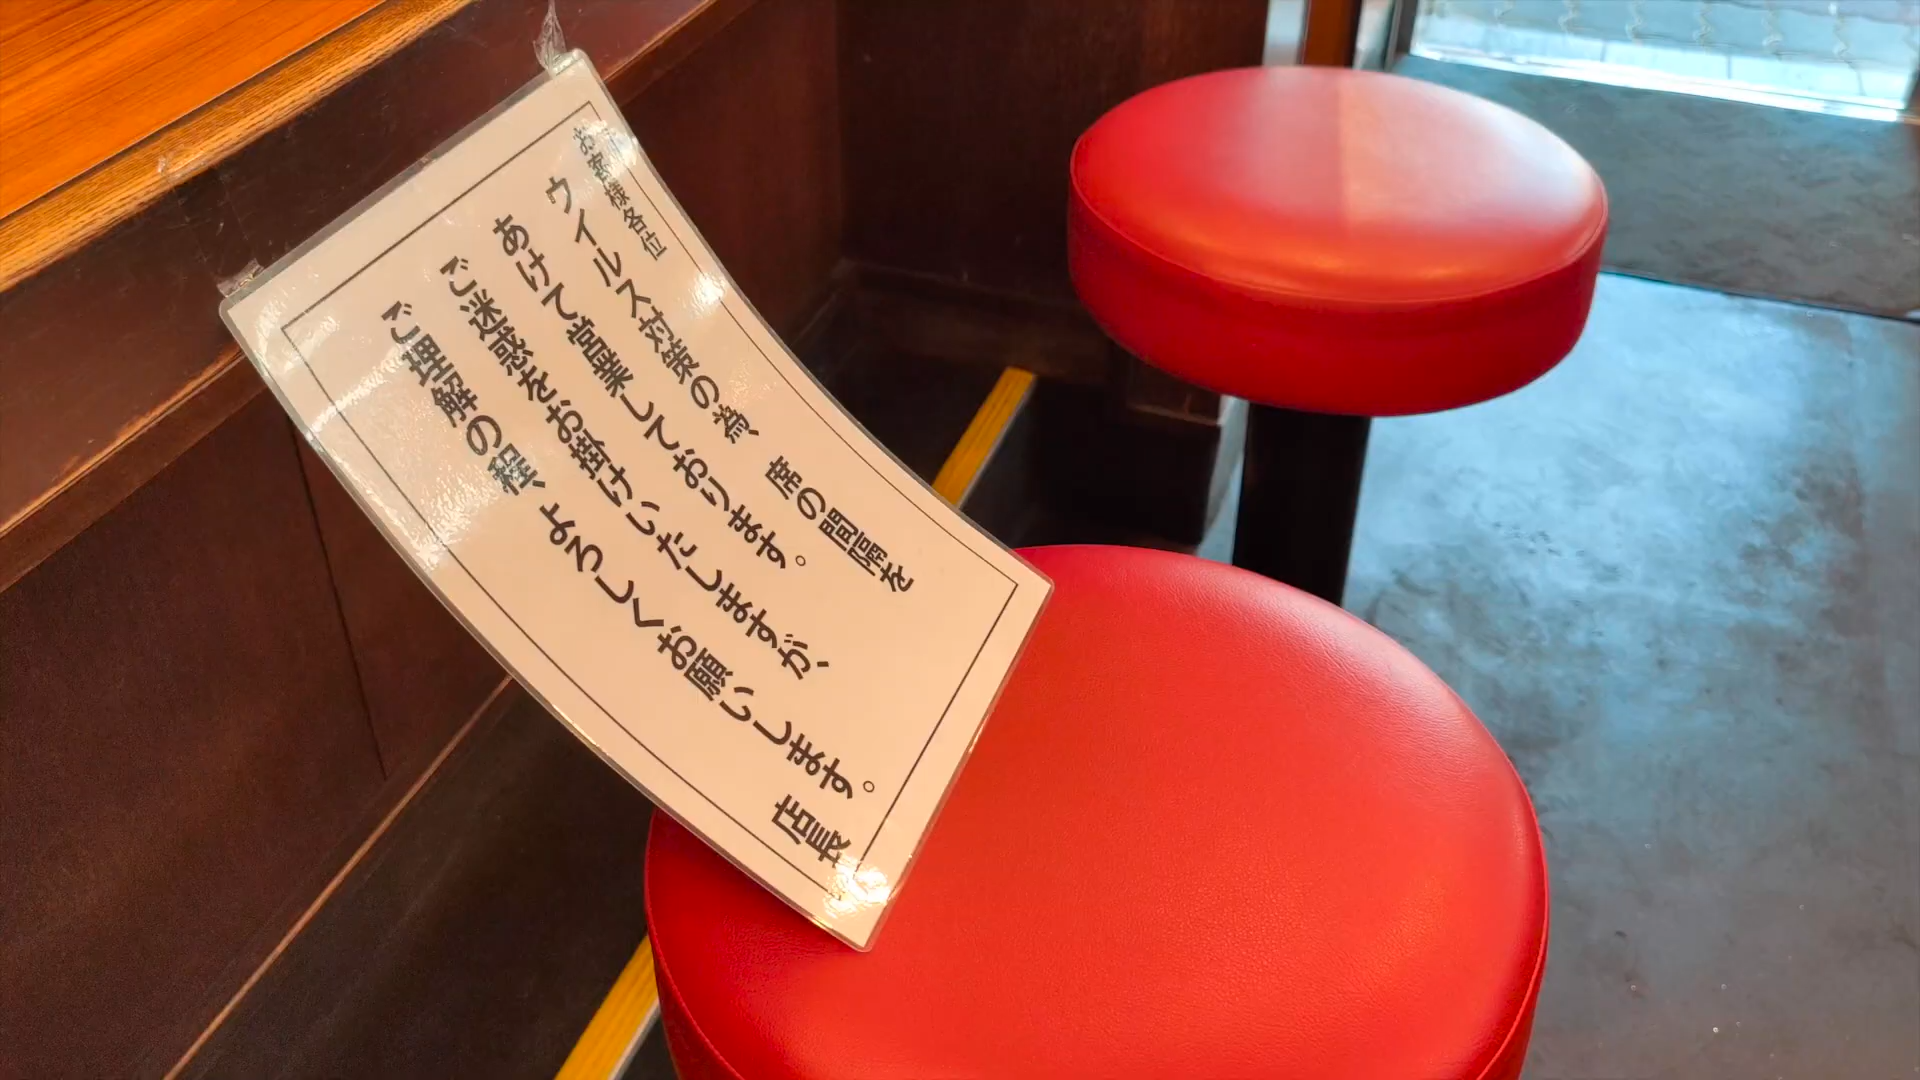 お客様各位
ウイルス対策の為、席の間隔を
あけて営業しております。
ご迷惑をお掛けいたしますが、
ご理解の程、よろしくお願いします。
店長